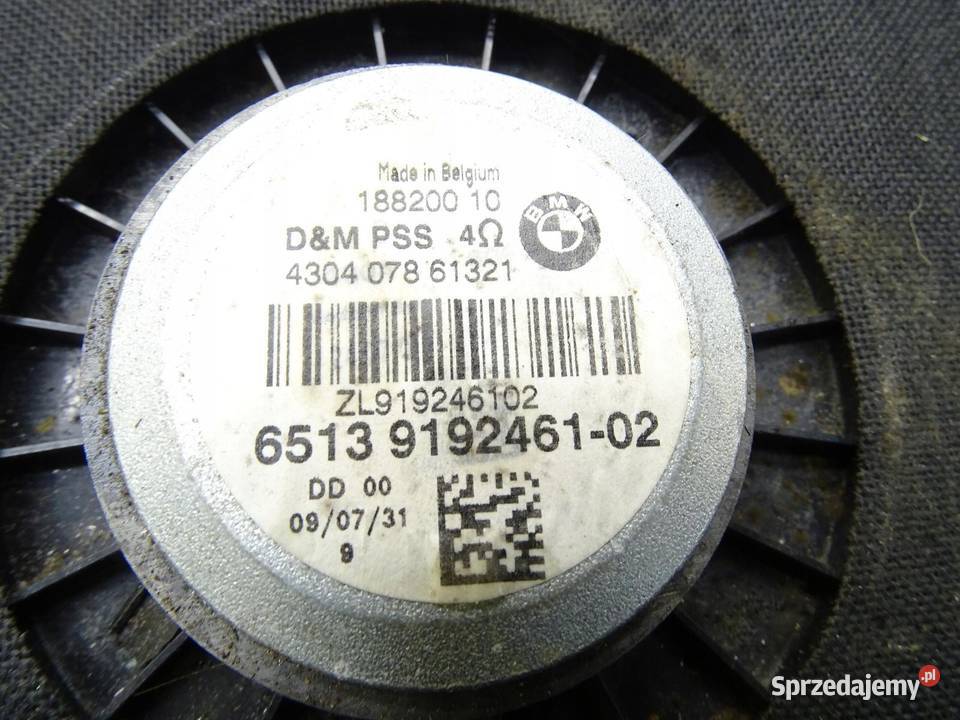 Made in Belgium
188200 10
D&M PSS 4Ω
BMW
4304 078 61321
ZL919246102
6513 9192461-02
DD 00
09/07/31
9
Sprzedajemy.pl